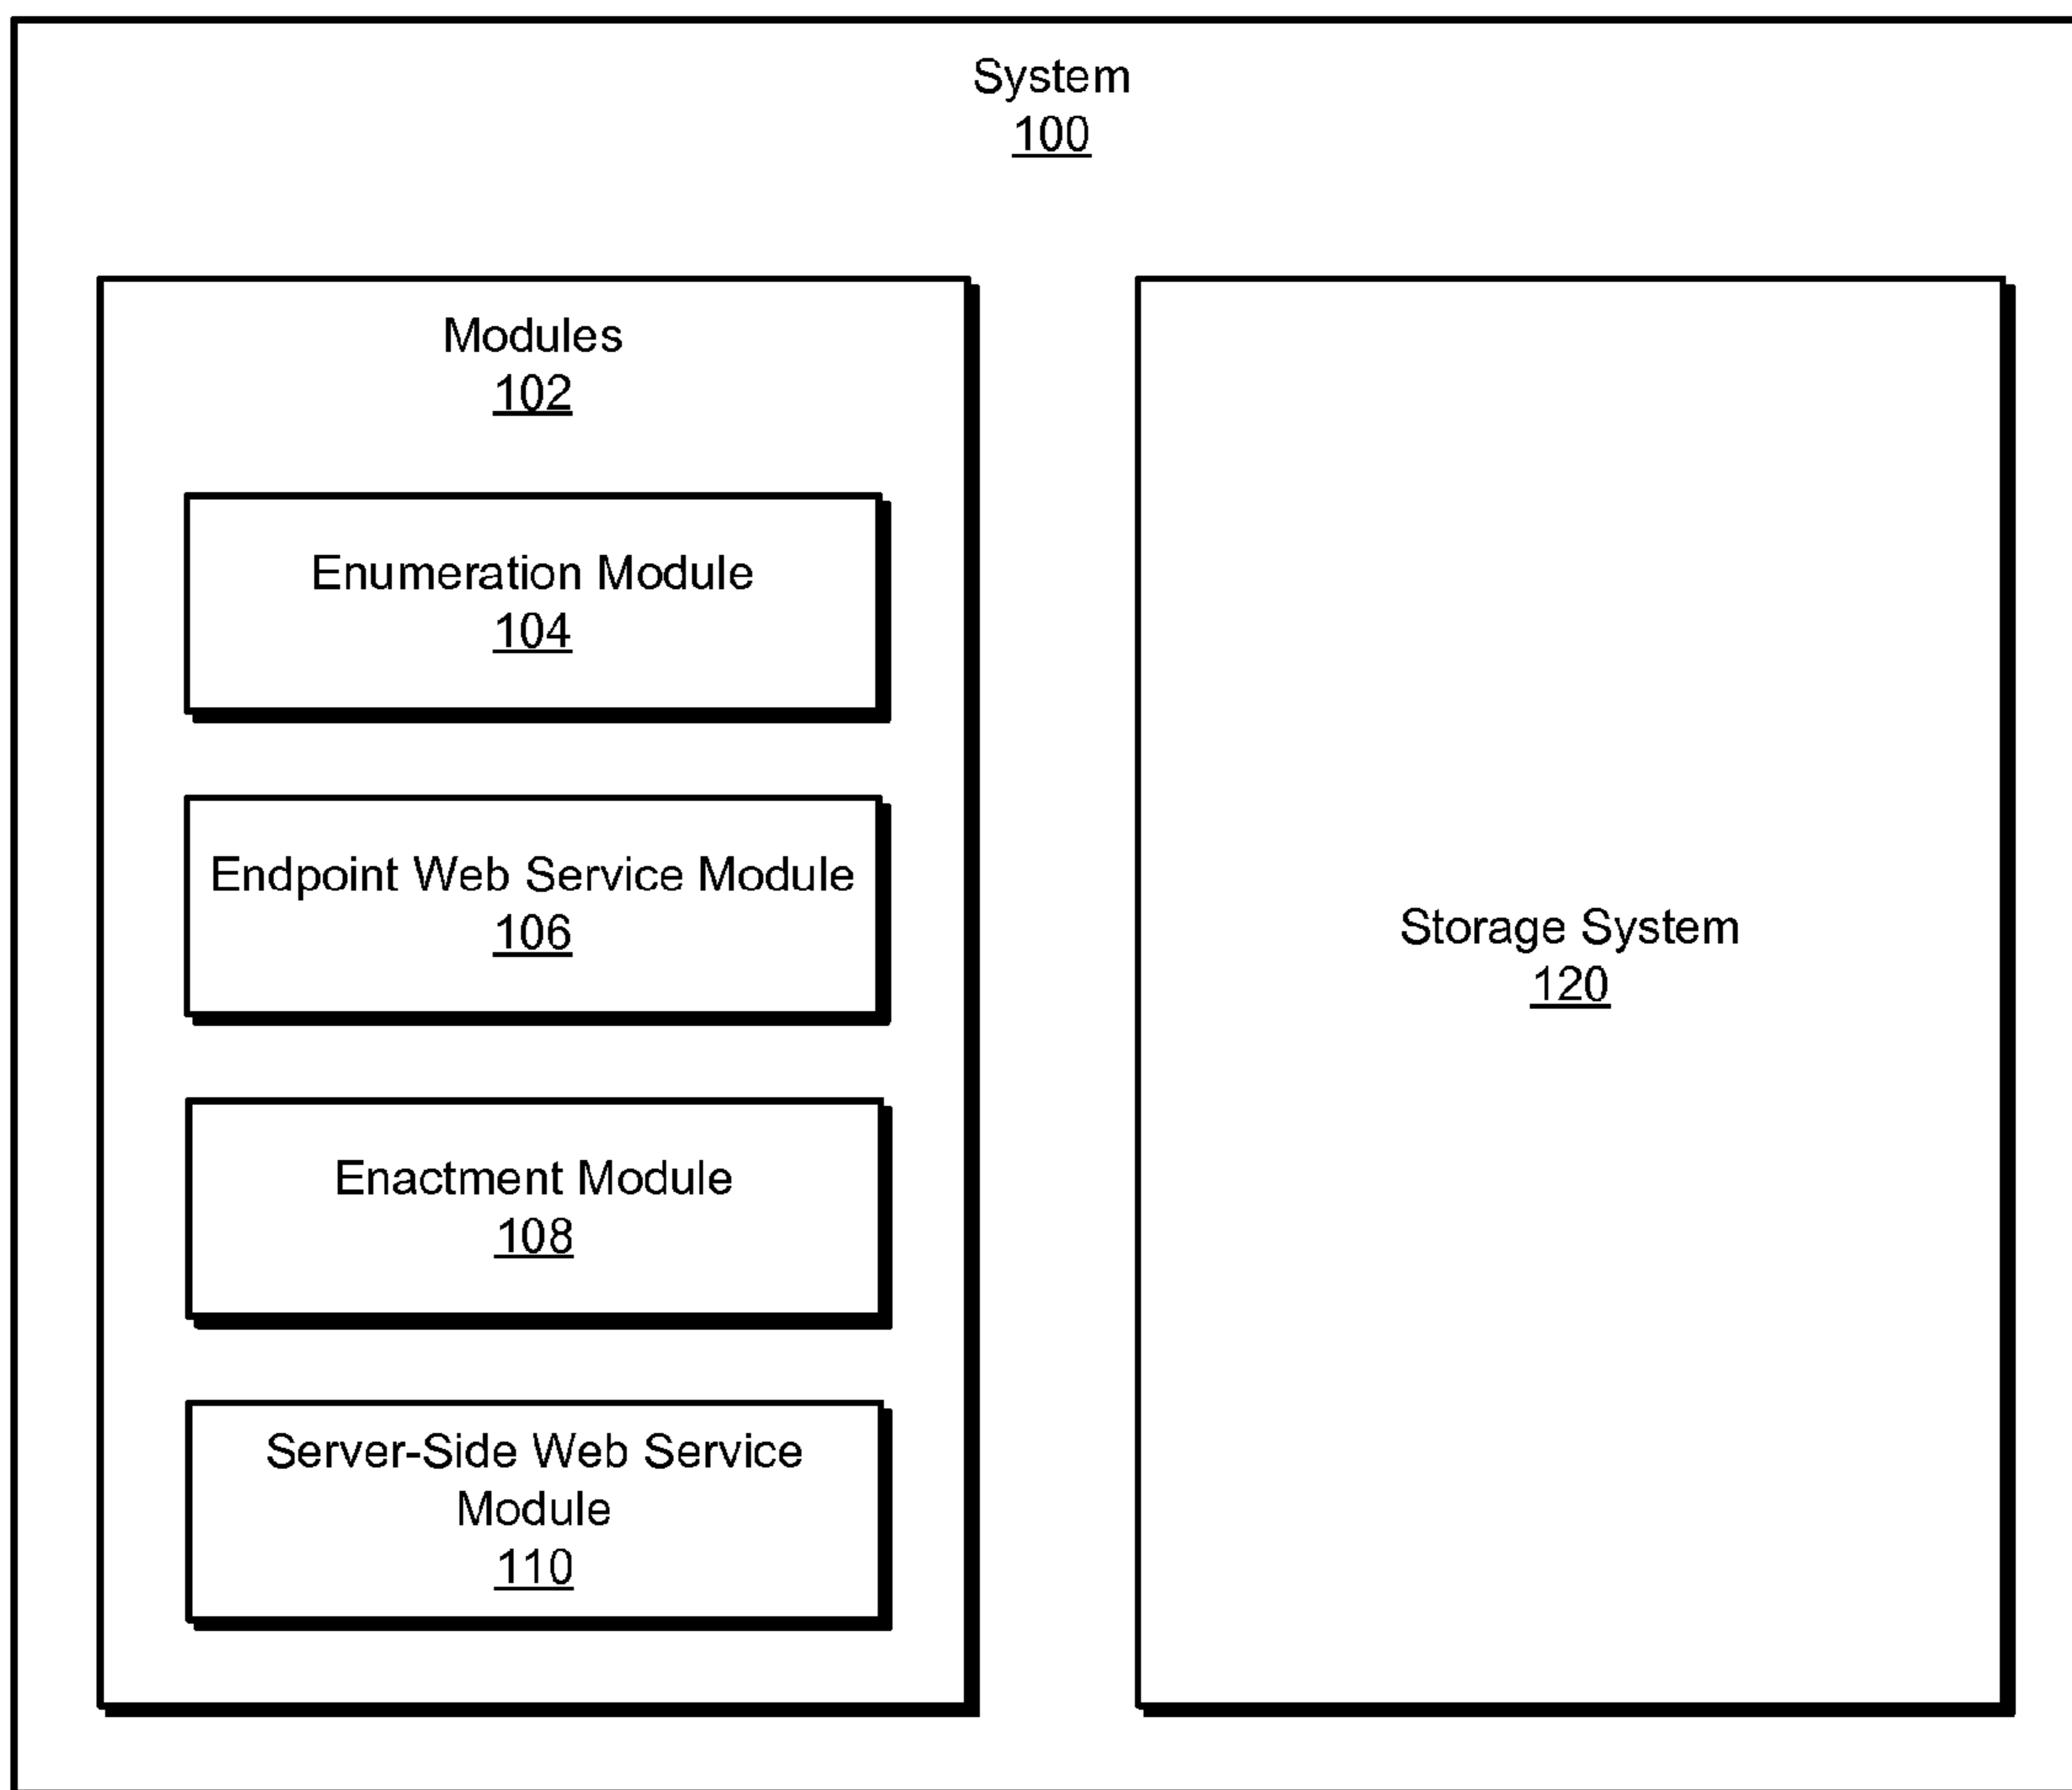 System
100
Modules
102
Enumeration Module
104
Endpoint Web Service Module
106
Enactment Module
108
Server-Side Web Service
Module
110
Storage System
120